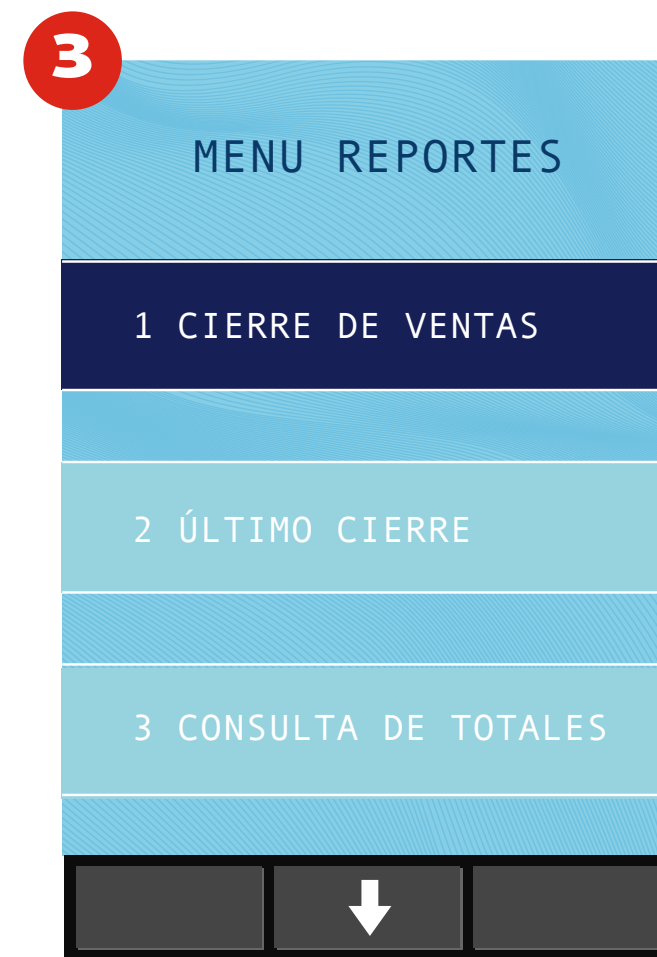 3
MENU REPORTES
1 CIERRE DE VENTAS
2 ÚLTIMO CIERRE
3 CONSULTA DE TOTALES